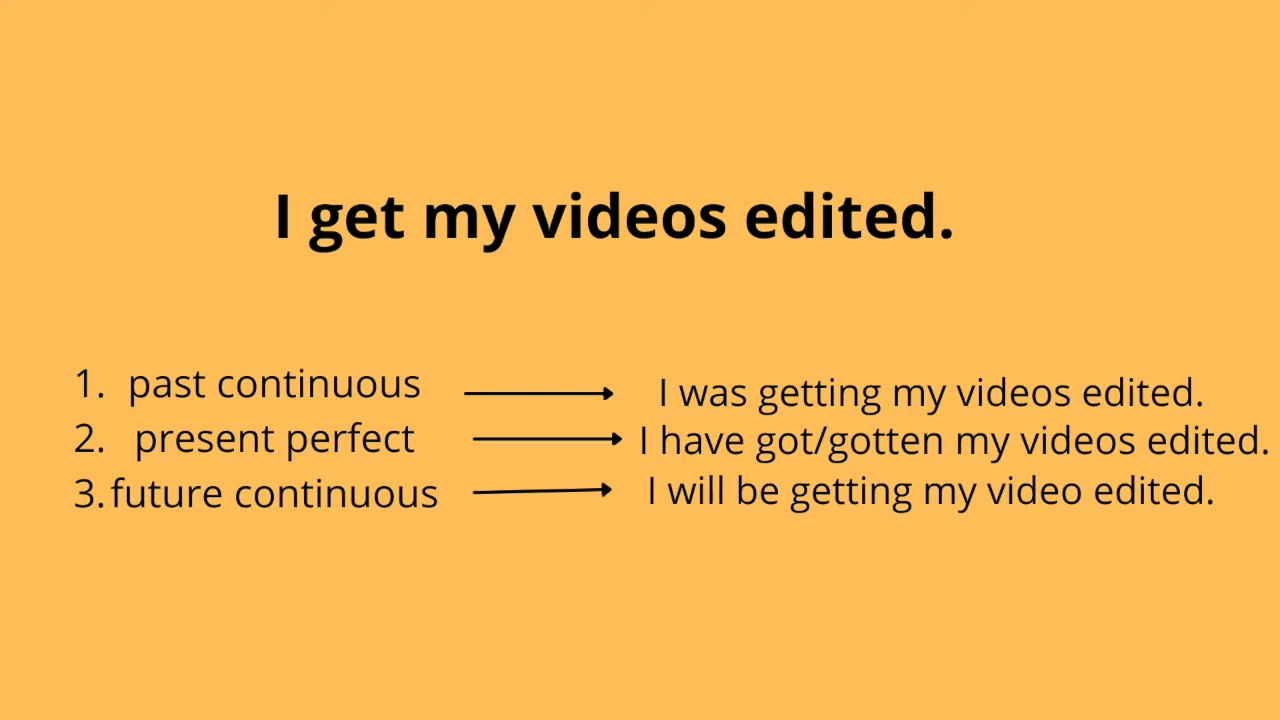 I get my videos edited.
1. past continuous I was getting my videos edited.
2. present perfect I have got/gotten my videos edited.
3. future continuous I will be getting my video edited.